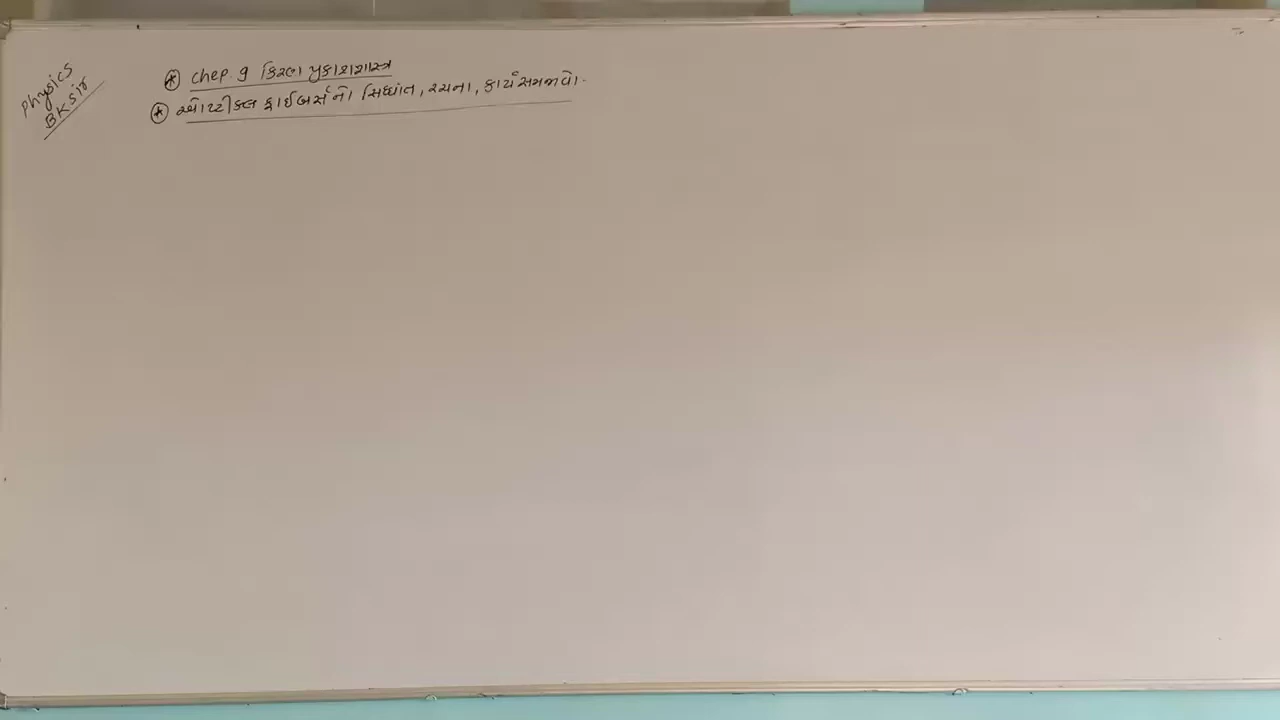 Physics
BK Sir
* Chep. 9 કિરણ પ્રકાશશાસ્ત્ર
* ઓપ્ટીકલ ફાઈબર્સનો સિધ્ધાંત, રચના, કાર્ય સમજાવો.